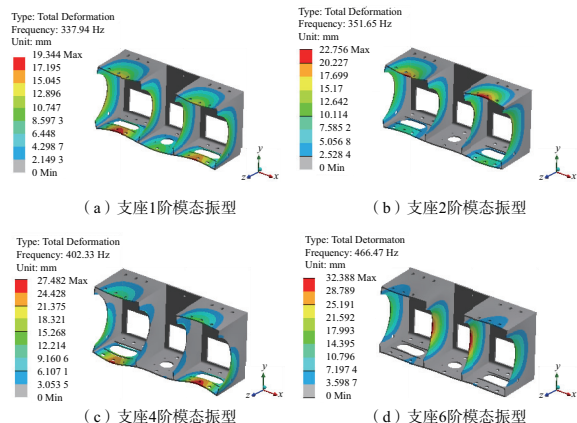 Type: Total Deformation
Frequency: 337.94 Hz
Unit: mm
19.344 Max
17.195
15.045
12.896
10.747
8.597 3
6.448
4.298 7
2.149 3
0 Min
y
z
x
（a）支座1阶模态振型
Type: Total Deformation
Frequency: 351.65 Hz
Unit: mm
22.756 Max
20.227
17.699
15.17
12.642
10.114
7.585 2
5.056 8
2.528 4
0 Min
y
z
x
（b）支座2阶模态振型
Type: Total Deformation
Frequency: 402.33 Hz
Unit: mm
27.482 Max
24.428
21.375
18.321
15.268
12.214
9.160 6
6.107 1
3.053 5
0 Min
y
z
x
（c）支座4阶模态振型
Type: Total Deformaton
Frequency: 466.47 Hz
Unit: mm
32.388 Max
28.789
25.191
21.592
17.993
14.395
10.796
7.197 4
3.598 7
0 Min
y
z
x
（d）支座6阶模态振型